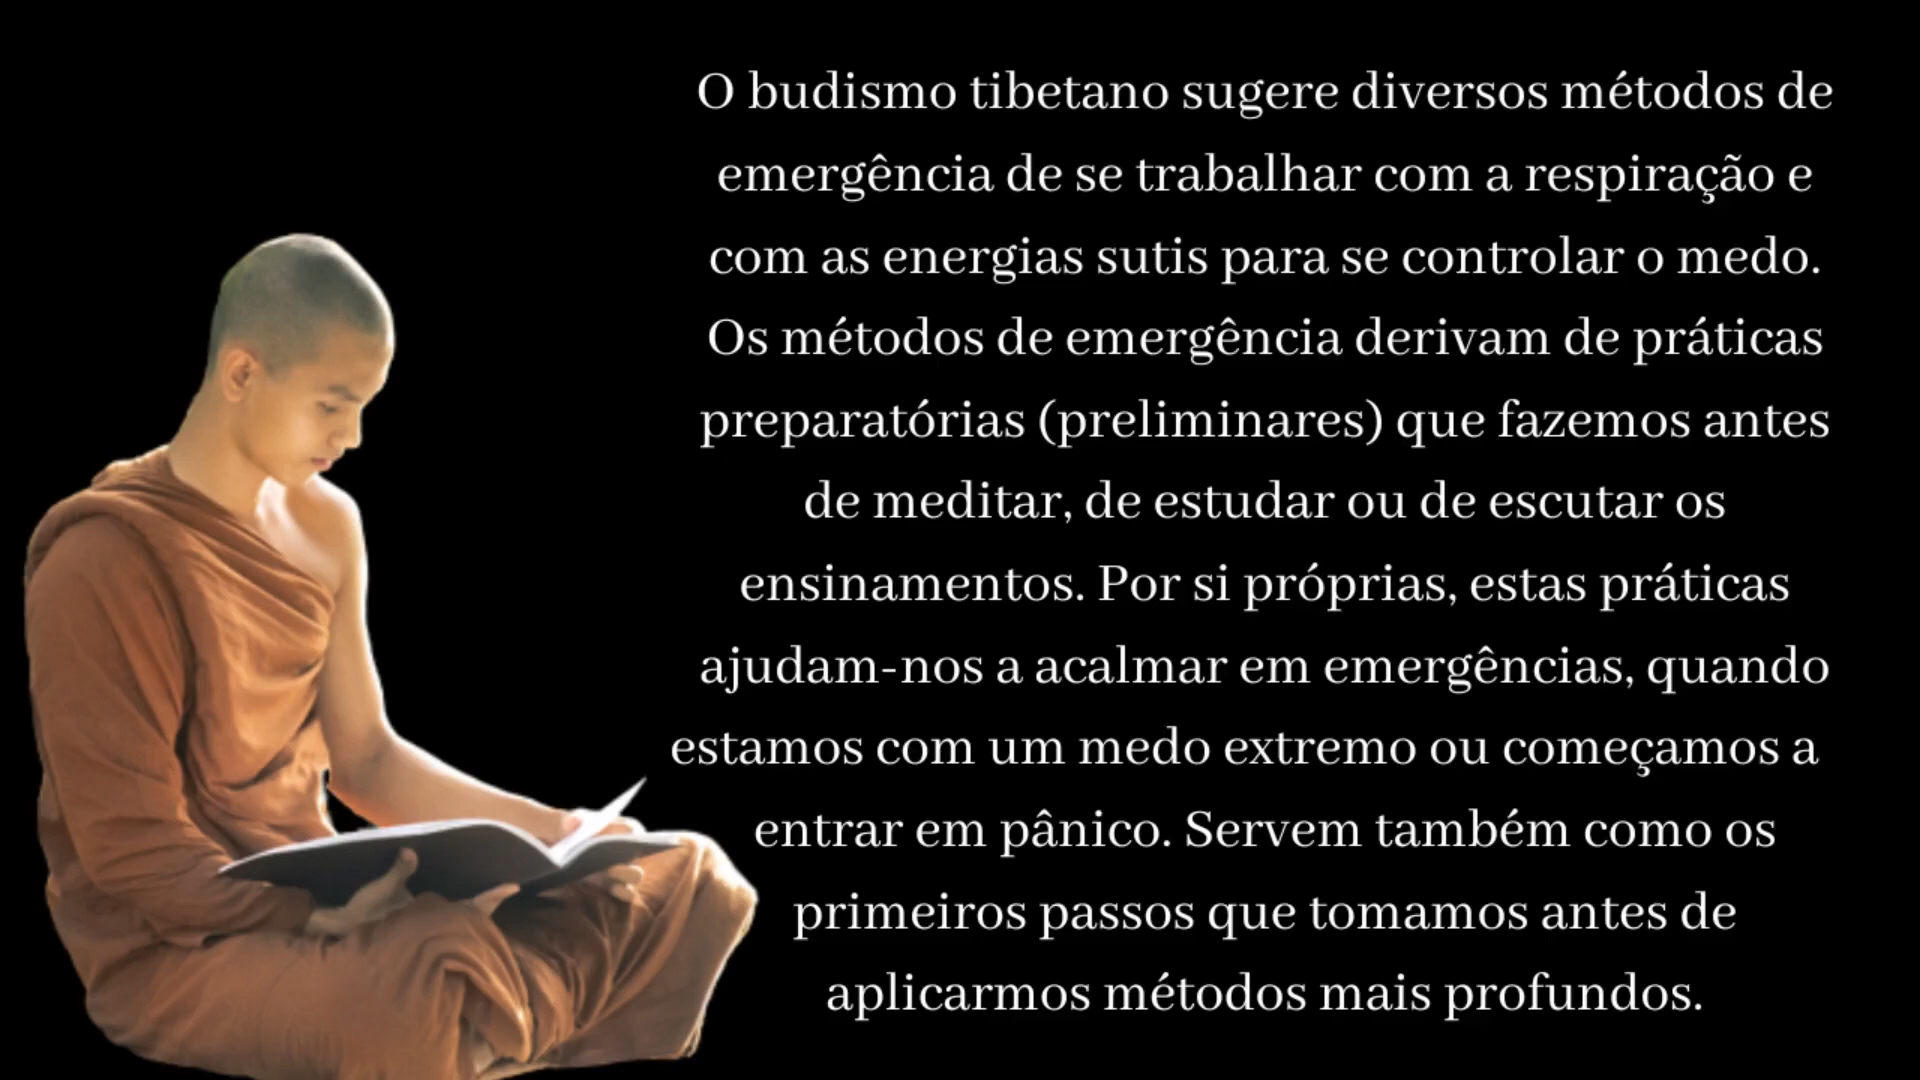 O budismo tibetano sugere diversos métodos de
emergência de se trabalhar com a respiração e
com as energias sutis para se controlar o medo.
Os métodos de emergência derivam de práticas
preparatórias (preliminares) que fazemos antes
de meditar, de estudar ou de escutar os
ensinamentos. Por si próprias, estas práticas
ajudam-nos a acalmar em emergências, quando
estamos com um medo extremo ou começamos a
entrar em pânico. Servem também como os
primeiros passos que tomamos antes de
aplicarmos métodos mais profundos.